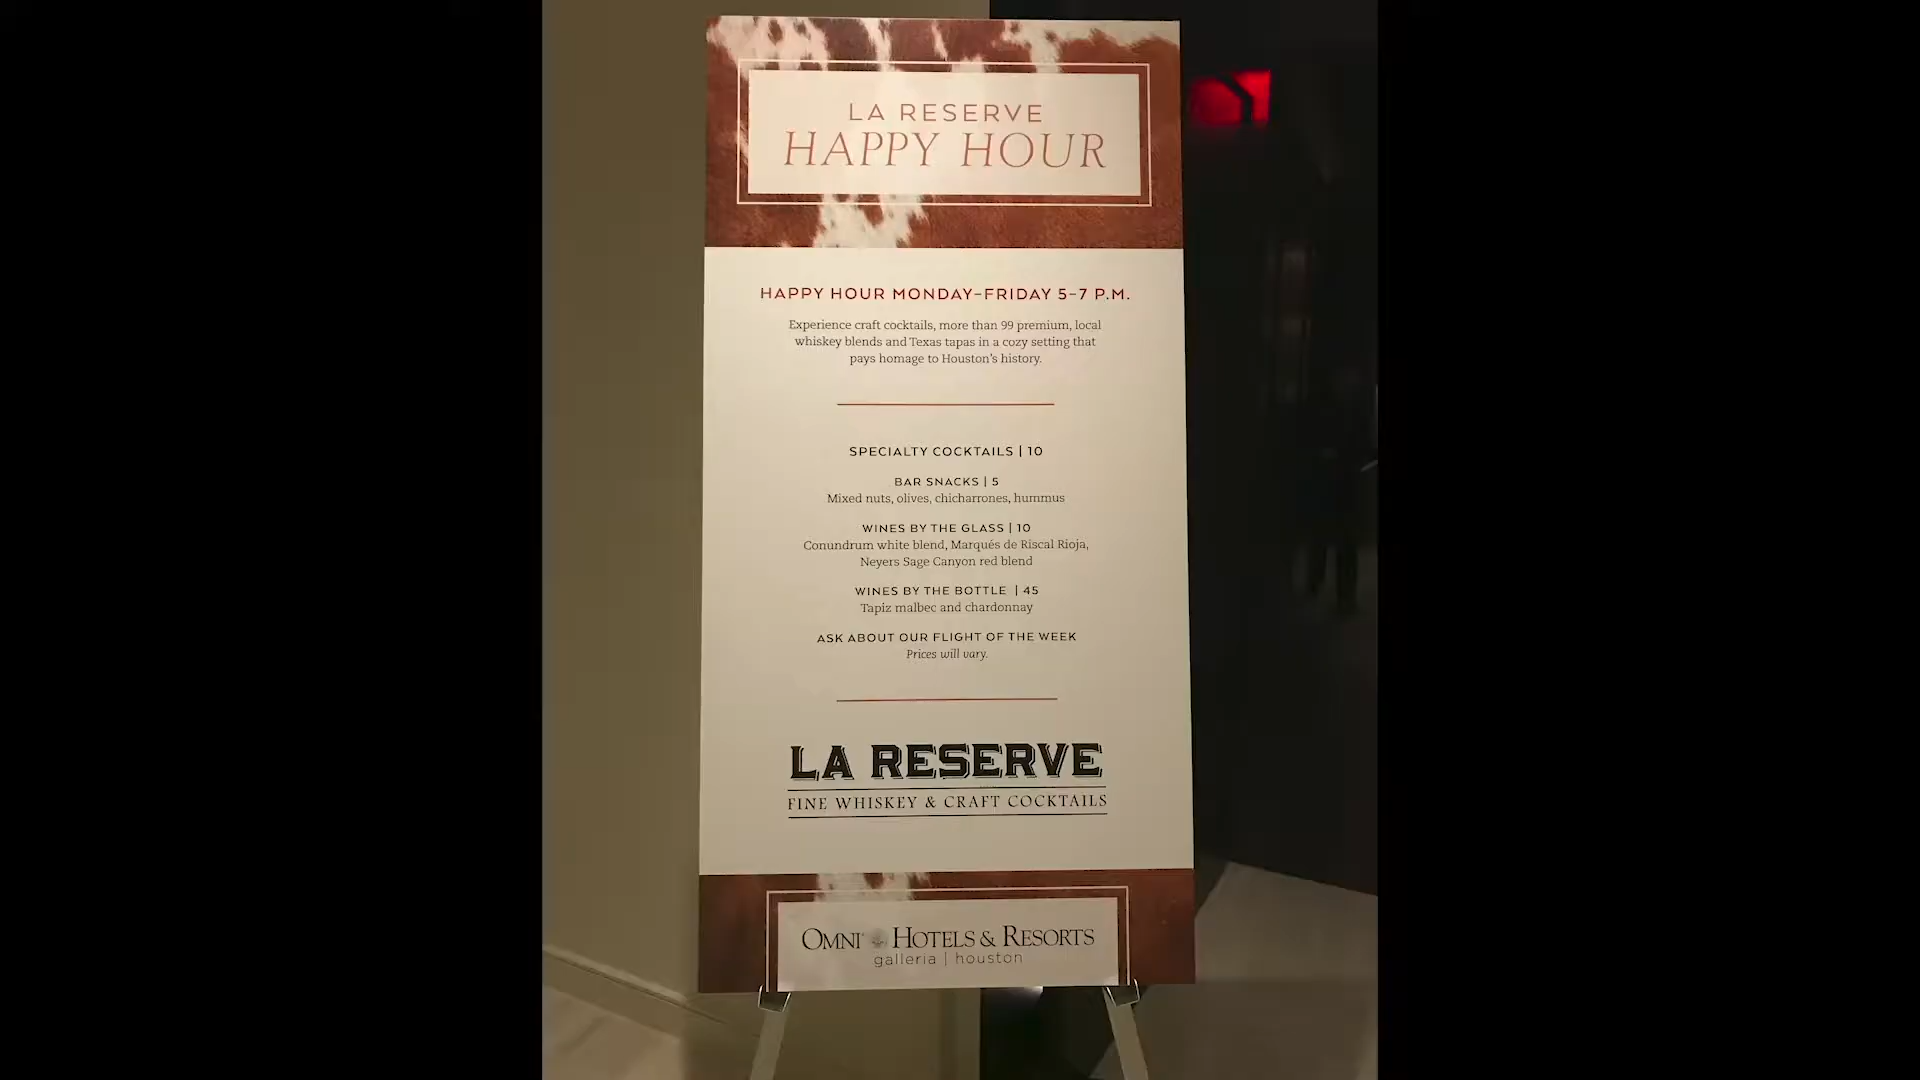 LA RESERVE
HAPPY HOUR
HAPPY HOUR MONDAY–FRIDAY 5–7 P.M.
Experience craft cocktails, more than 99 premium, local
whiskey blends and Texas tapas in a cozy setting that
pays homage to Houston's history.
SPECIALTY COCKTAILS | 10
BAR SNACKS | 5
Mixed nuts, olives, chicharrones, hummus
WINES BY THE GLASS | 10
Conundrum white blend, Marqués de Riscal Rioja,
Neyers Sage Canyon red blend
WINES BY THE BOTTLE | 45
Tapiz malbec and chardonnay
ASK ABOUT OUR FLIGHT OF THE WEEK
Prices will vary.
LA RESERVE
FINE WHISKEY & CRAFT COCKTAILS
OMNI HOTELS & RESORTS
galleria | houston